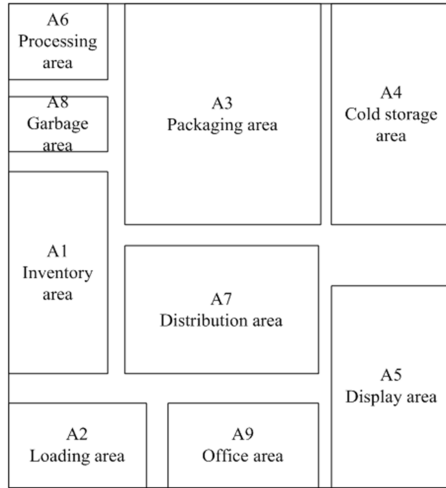 A6
Processing
area
A8
Garbage
area
A3
Packaging area
A4
Cold storage
area
A1
Inventory
area
A7
Distribution area
A5
Display area
A2
Loading area
A9
Office area